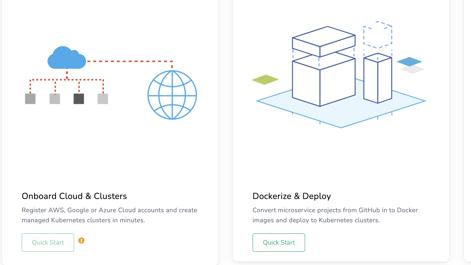 Onboard Cloud & Clusters
Register AWS, Google or Azure Cloud accounts and create
managed Kubernetes clusters in minutes.
Quick Start
Dockerize & Deploy
Convert microservice projects from GitHub in to Docker
images and deploy to Kubernetes clusters.
Quick Start